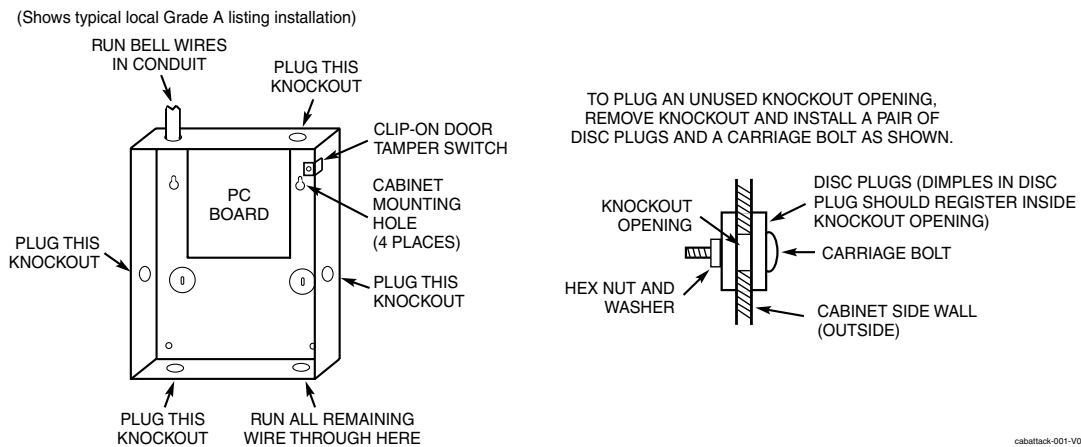 (Shows typical local Grade A listing installation)
RUN BELL WIRES
IN CONDUIT
PLUG THIS
KNOCKOUT
CLIP-ON DOOR
TAMPER SWITCH
PC
BOARD
CABINET
MOUNTING
HOLE
(4 PLACES)
PLUG THIS
KNOCKOUT
PLUG THIS
KNOCKOUT
PLUG THIS
KNOCKOUT
RUN ALL REMAINING
WIRE THROUGH HERE
TO PLUG AN UNUSED KNOCKOUT OPENING,
REMOVE KNOCKOUT AND INSTALL A PAIR OF
DISC PLUGS AND A CARRIAGE BOLT AS SHOWN.
KNOCKOUT
OPENING
DISC PLUGS (DIMPLES IN DISC
PLUG SHOULD REGISTER INSIDE
KNOCKOUT OPENING)
CARRIAGE BOLT
HEX NUT AND
WASHER
CABINET SIDE WALL
(OUTSIDE)
cabattack-001-V0